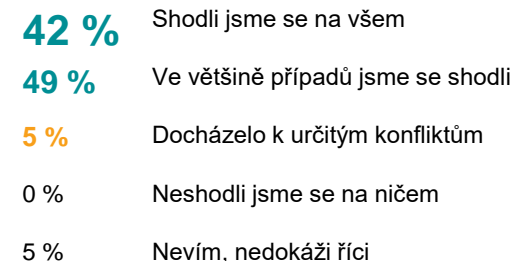 42 % Shodli jsme se na všem
49 % Ve většině případů jsme se shodli
5 % Docházelo k určitým konfliktům
0 % Neshodli jsme se na ničem
5 % Nevím, nedokáži říci